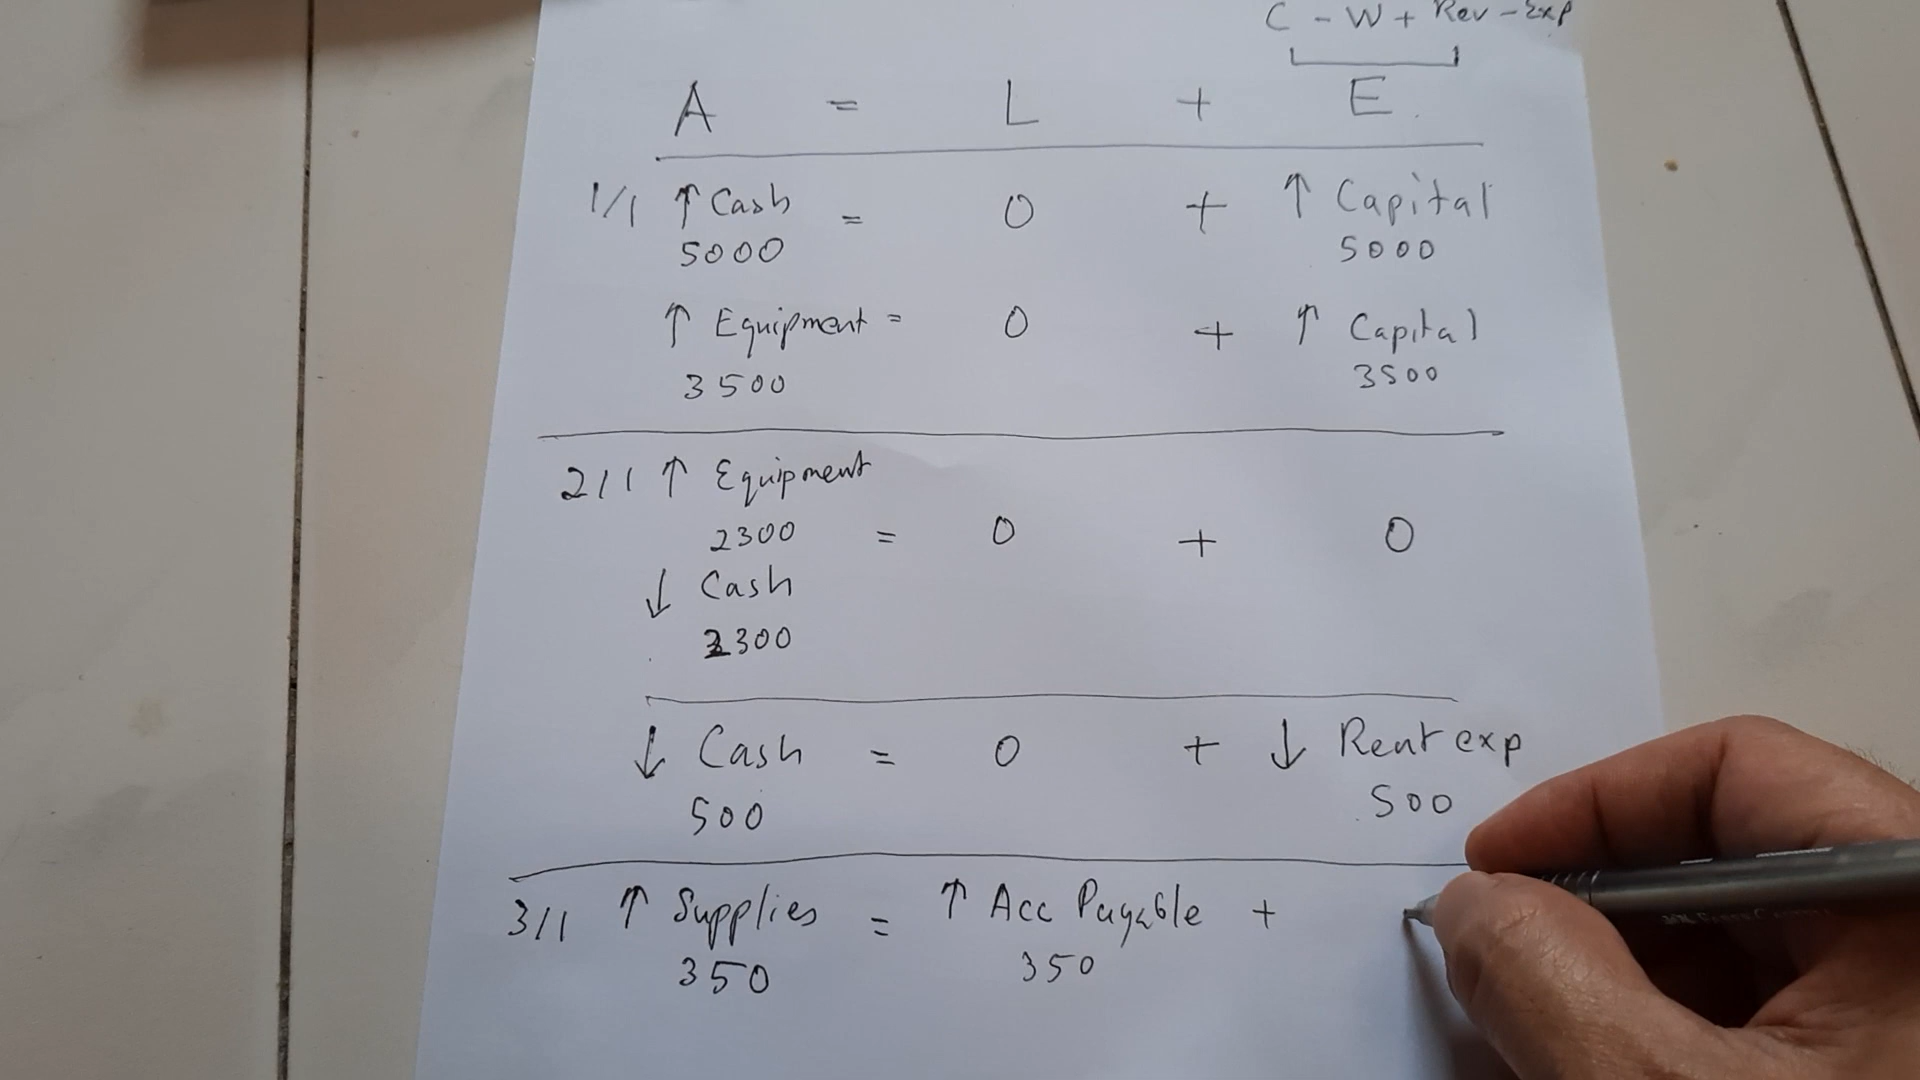 C - W + Rev - Exp
A = L + E
1/1 ↑ Cash = 0 + ↑ Capital
5000 5000
↑ Equipment = 0 + ↑ Capital
3500 3500
2/1 ↑ Equipment
2300 = 0 + 0
↓ Cash
2300
↓ Cash = 0 + ↓ Rent exp
500 500
3/1 ↑ Supplies = ↑ Acc Payable +
350 350